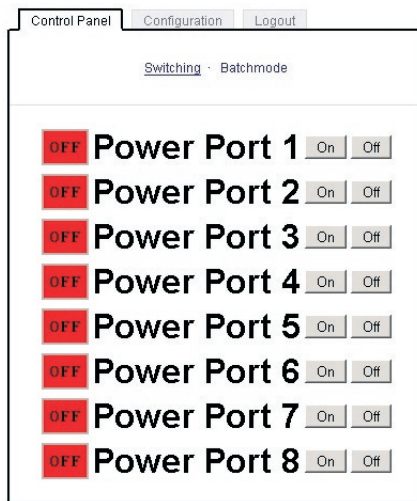 Control Panel Configuration Logout
Switching · Batchmode
OFF Power Port 1 On Off
OFF Power Port 2 On Off
OFF Power Port 3 On Off
OFF Power Port 4 On Off
OFF Power Port 5 On Off
OFF Power Port 6 On Off
OFF Power Port 7 On Off
OFF Power Port 8 On Off